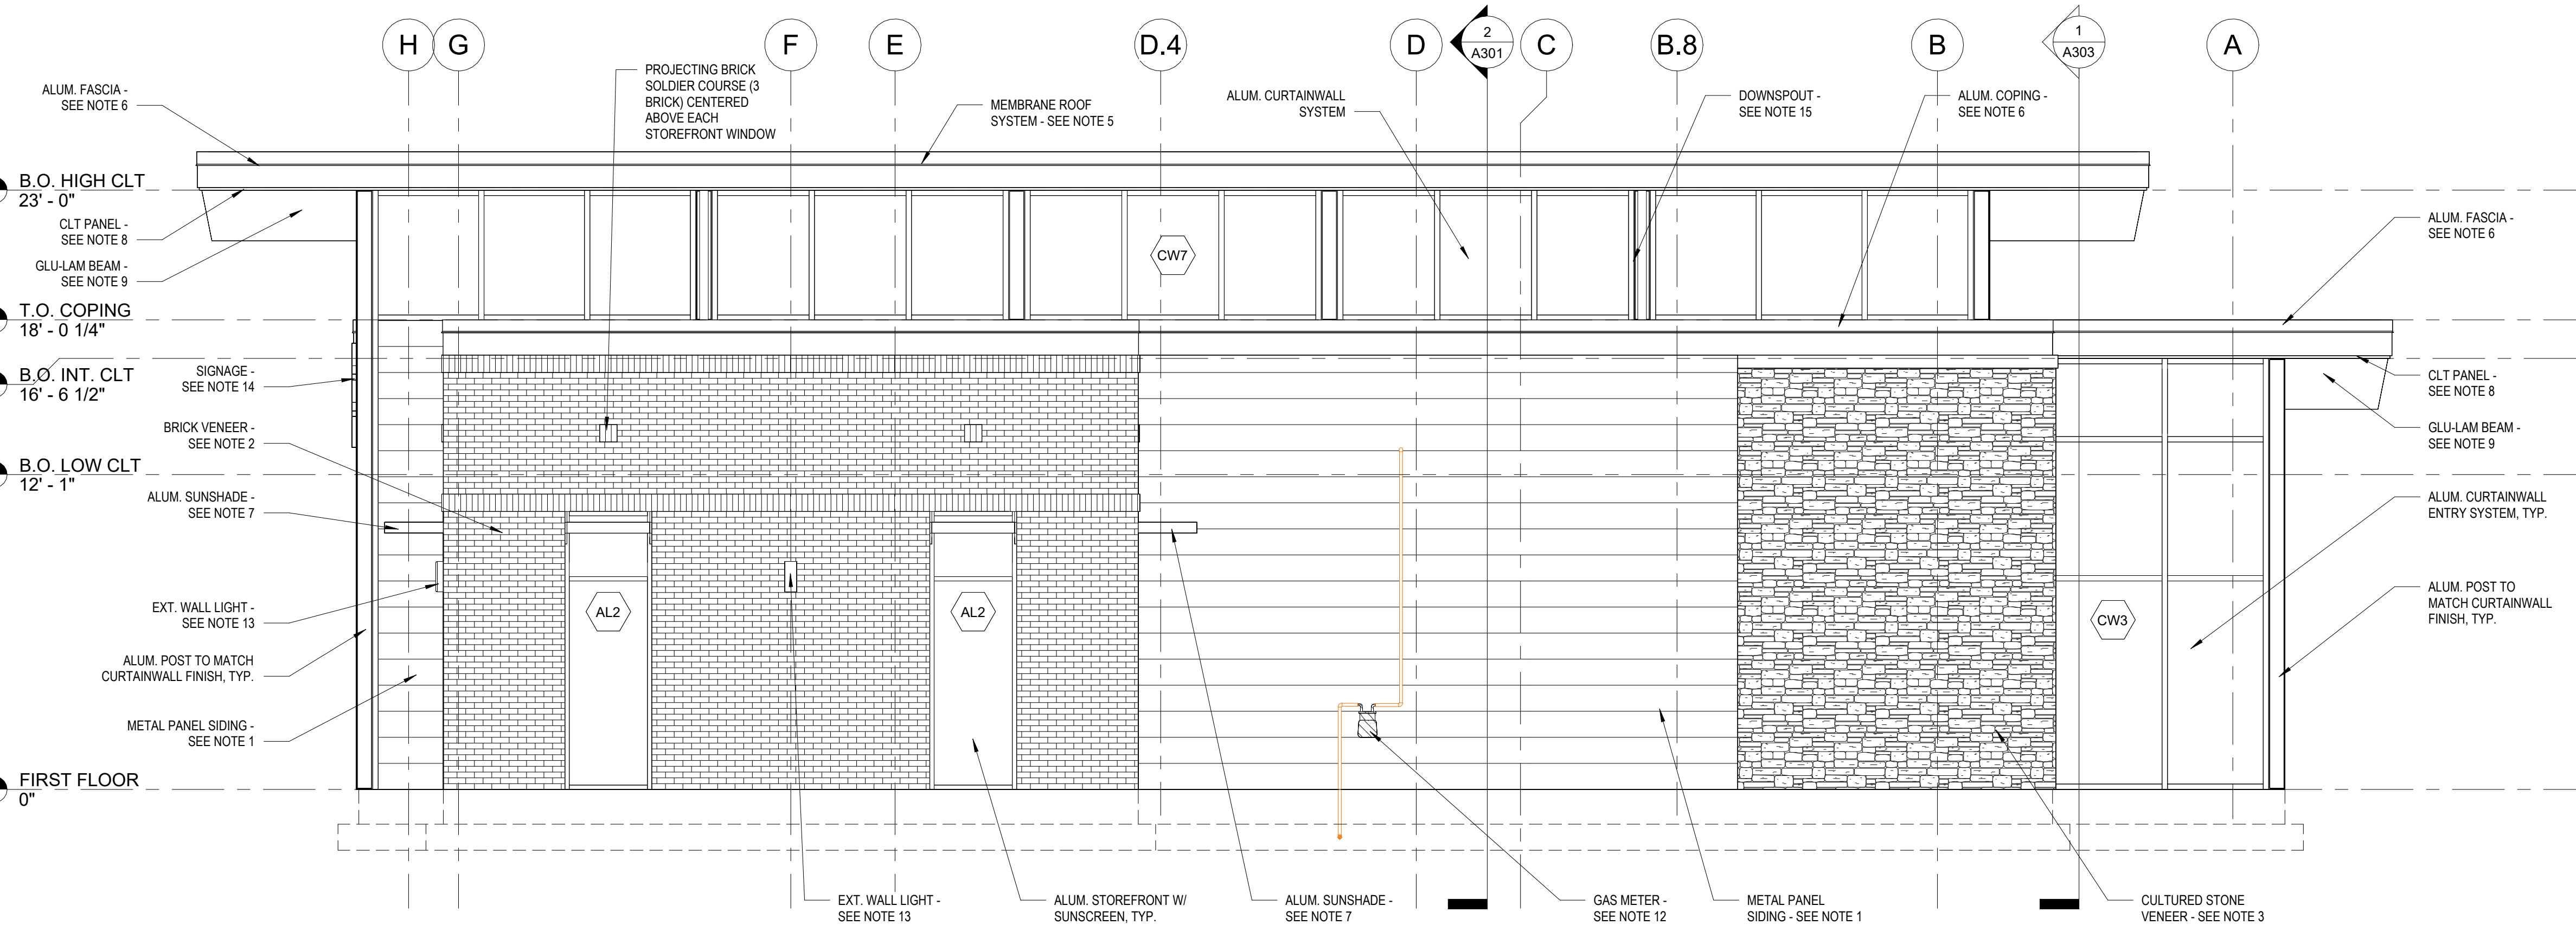 H
G
F
E
D.4
D
2
A301
C
B.8
B
1
A303
A
ALUM. FASCIA -
SEE NOTE 6
PROJECTING BRICK
SOLDIER COURSE (3
BRICK) CENTERED
ABOVE EACH
STOREFRONT WINDOW
MEMBRANE ROOF
SYSTEM - SEE NOTE 5
ALUM. CURTAINWALL
SYSTEM
DOWNSPOUT -
SEE NOTE 15
ALUM. COPING -
SEE NOTE 6
B.O. HIGH CLT
23' - 0"
CLT PANEL -
SEE NOTE 8
GLU-LAM BEAM -
SEE NOTE 9
CW7
ALUM. FASCIA -
SEE NOTE 6
T.O. COPING
18' - 0 1/4"
B.O. INT. CLT
16' - 6 1/2"
SIGNAGE -
SEE NOTE 14
CLT PANEL -
SEE NOTE 8
BRICK VENEER -
SEE NOTE 2
GLU-LAM BEAM -
SEE NOTE 9
B.O. LOW CLT
12' - 1"
ALUM. SUNSHADE -
SEE NOTE 7
ALUM. CURTAINWALL
ENTRY SYSTEM, TYP.
EXT. WALL LIGHT -
SEE NOTE 13
AL2
AL2
CW3
ALUM. POST TO
MATCH CURTAINWALL
FINISH, TYP.
ALUM. POST TO MATCH
CURTAINWALL FINISH, TYP.
METAL PANEL SIDING -
SEE NOTE 1
FIRST FLOOR
0"
EXT. WALL LIGHT -
SEE NOTE 13
ALUM. STOREFRONT W/
SUNSCREEN, TYP.
ALUM. SUNSHADE -
SEE NOTE 7
GAS METER -
SEE NOTE 12
METAL PANEL
SIDING - SEE NOTE 1
CULTURED STONE
VENEER - SEE NOTE 3